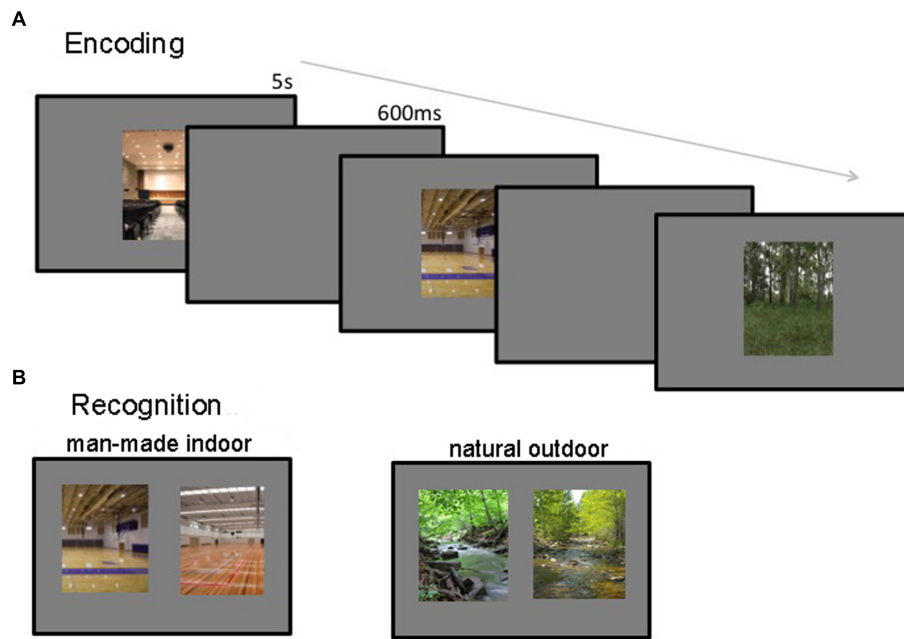 A
Encoding
5s
600ms
B
Recognition
man-made indoor
natural outdoor